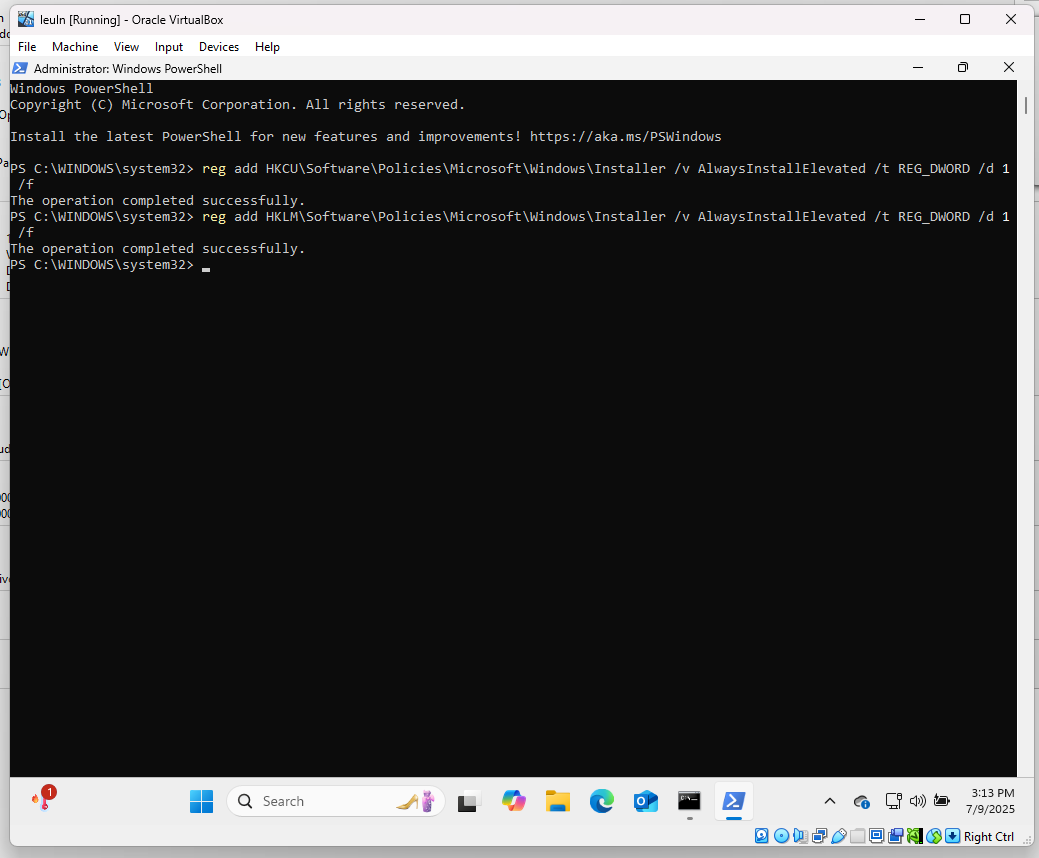 leuln [Running] - Oracle VirtualBox
File Machine View Input Devices Help
Administrator: Windows PowerShell
Windows PowerShell
Copyright (C) Microsoft Corporation. All rights reserved.
Install the latest PowerShell for new features and improvements! https://aka.ms/PSWindows
PS C:\WINDOWS\system32> reg add HKCU\Software\Policies\Microsoft\Windows\Installer /v AlwaysInstallElevated /t REG_DWORD /d 1
/f
The operation completed successfully.
PS C:\WINDOWS\system32> reg add HKLM\Software\Policies\Microsoft\Windows\Installer /v AlwaysInstallElevated /t REG_DWORD /d 1
/f
The operation completed successfully.
PS C:\WINDOWS\system32>
1
Search
3:13 PM
7/9/2025
Right Ctrl